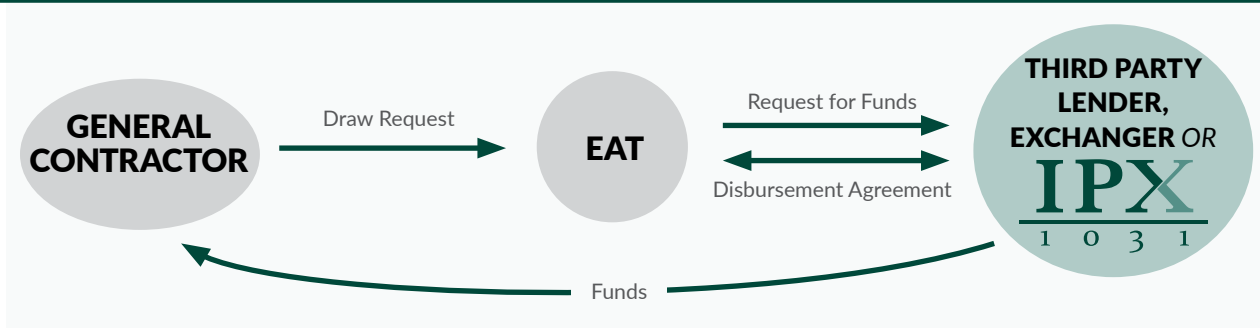 GENERAL
CONTRACTOR
Draw Request
EAT
Request for Funds
Disbursement Agreement
THIRD PARTY
LENDER,
EXCHANGER OR
IPX
1031
Funds